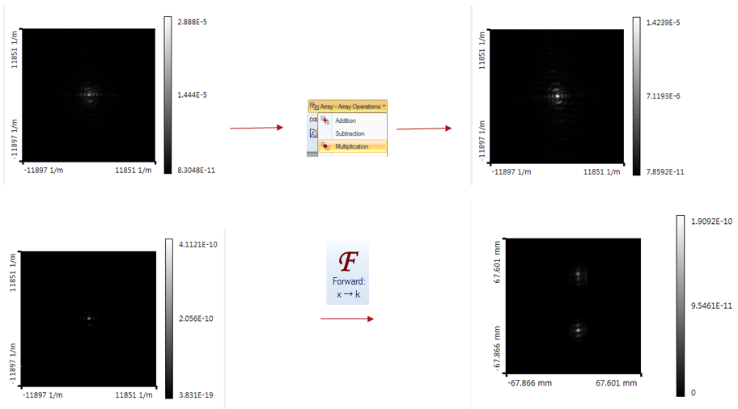 2.888E-5
1.444E-5
8.3048E-11
11851 1/m
-11897 1/m
-11897 1/m
11851 1/m
Array - Array Operations
Addition
Subtraction
Multiplication
1.4239E-5
7.1193E-6
7.8592E-11
11851 1/m
-11897 1/m
-11897 1/m
11851 1/m
4.1121E-10
2.056E-10
3.831E-19
11851 1/m
-11897 1/m
-11897 1/m
11851 1/m
F
Forward:
x → k
1.9092E-10
9.5461E-11
0
67.601 mm
-67.866 mm
-67.866 mm
67.601 mm